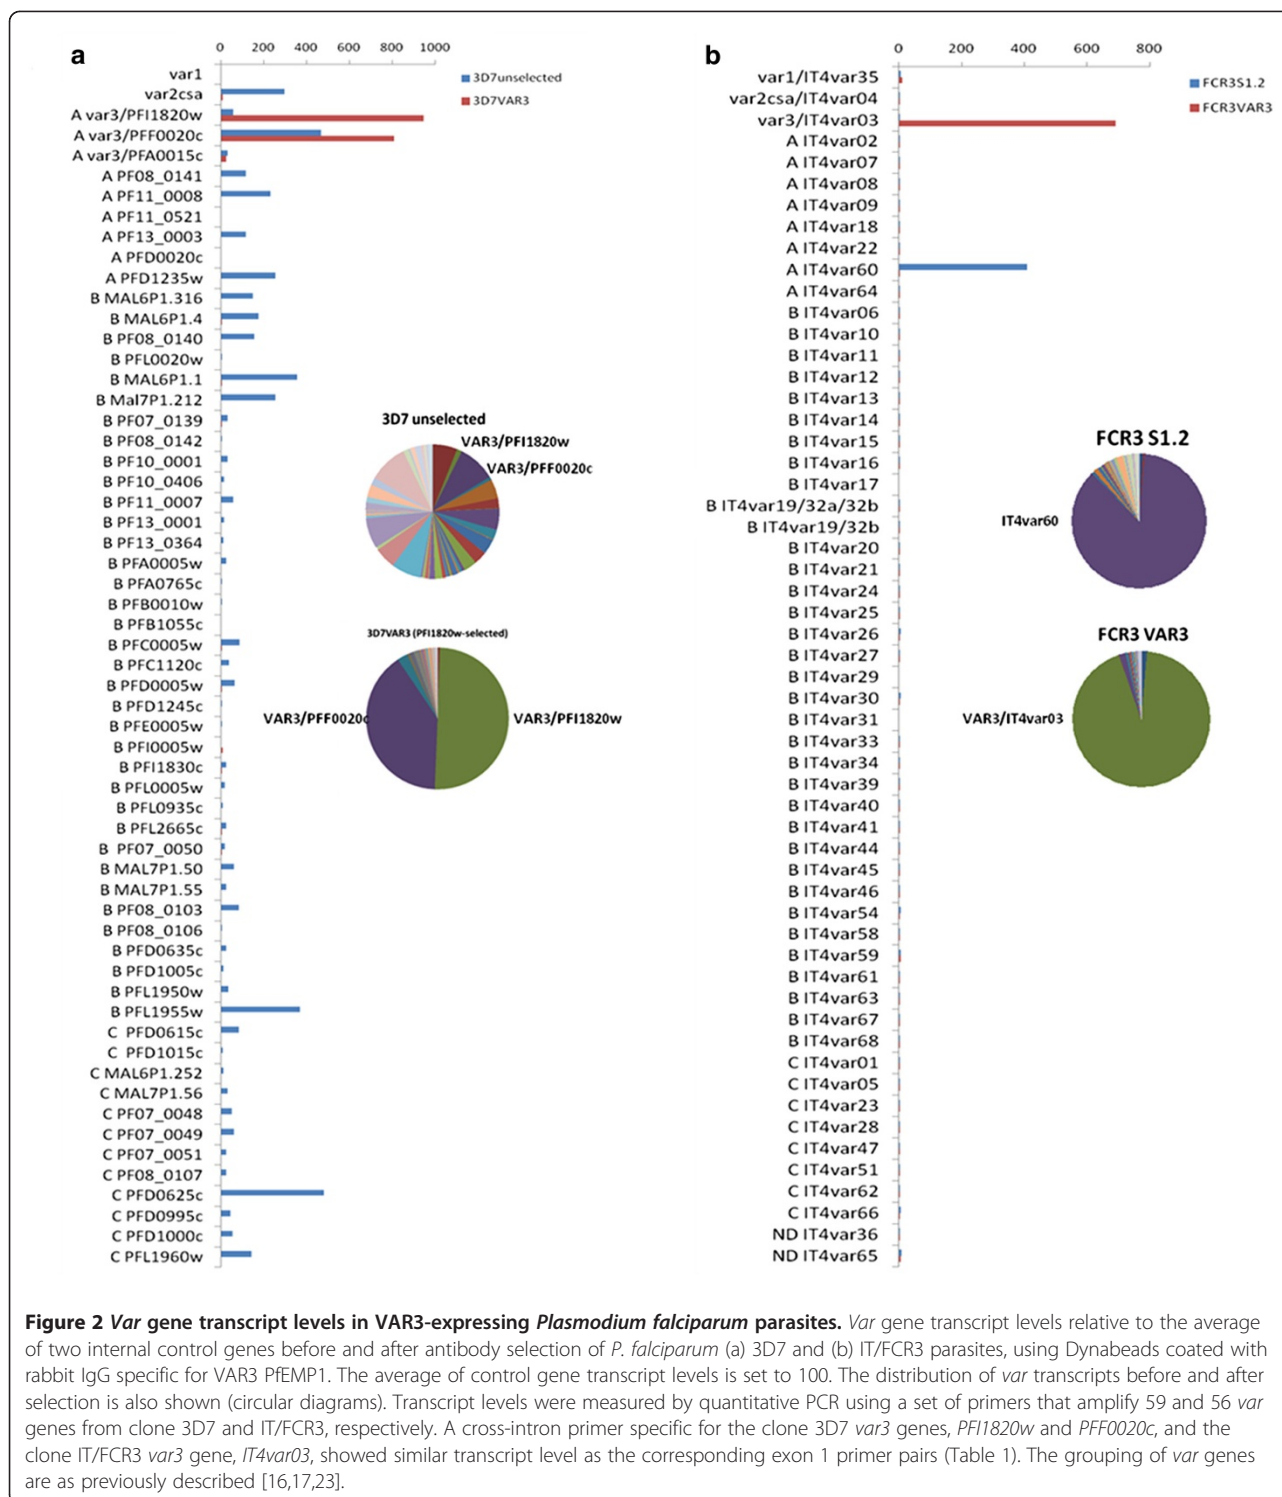 a
0 200 400 600 800 1000
3D7unselected
3D7VAR3
var1
var2csa
A var3/PFI1820w
A var3/PFF0020c
A var3/PFA0015c
A PF08_0141
A PF11_0008
A PF11_0521
A PF13_0003
A PFD0020c
A PFD1235w
B MAL6P1.316
B MAL6P1.4
B PF08_0140
B PFL0020w
B MAL6P1.1
B Mal7P1.212
B PF07_0139
B PF08_0142
B PF10_0001
B PF10_0406
B PF11_0007
B PF13_0001
B PF13_0364
B PFA0005w
B PFA0765c
B PFB0010w
B PFB1055c
B PFC0005w
B PFC1120c
B PFD0005w
B PFD1245c
B PFE0005w
B PFI0005w
B PFI1830c
B PFL0005w
B PFL0935c
B PFL2665c
B PF07_0050
B MAL7P1.50
B MAL7P1.55
B PF08_0103
B PF08_0106
B PFD0635c
B PFD1005c
B PFL1950w
B PFL1955w
C PFD0615c
C PFD1015c
C MAL6P1.252
C MAL7P1.56
C PF07_0048
C PF07_0049
C PF07_0051
C PF08_0107
C PFD0625c
C PFD0995c
C PFD1000c
C PFL1960w
3D7 unselected
VAR3/PFI1820w
VAR3/PFF0020c
3D7VAR3 (PFI1820w-selected)
VAR3/PFF0020c
VAR3/PFI1820w
b
0 200 400 600 800
FCR3S1.2
FCR3VAR3
var1/IT4var35
var2csa/IT4var04
var3/IT4var03
A IT4var02
A IT4var07
A IT4var08
A IT4var09
A IT4var18
A IT4var22
A IT4var60
A IT4var64
B IT4var06
B IT4var10
B IT4var11
B IT4var12
B IT4var13
B IT4var14
B IT4var15
B IT4var16
B IT4var17
B IT4var19/32a/32b
B IT4var19/32b
B IT4var20
B IT4var21
B IT4var24
B IT4var25
B IT4var26
B IT4var27
B IT4var29
B IT4var30
B IT4var31
B IT4var33
B IT4var34
B IT4var39
B IT4var40
B IT4var41
B IT4var44
B IT4var45
B IT4var46
B IT4var54
B IT4var58
B IT4var59
B IT4var61
B IT4var63
B IT4var67
B IT4var68
C IT4var01
C IT4var05
C IT4var23
C IT4var28
C IT4var47
C IT4var51
C IT4var62
C IT4var66
ND IT4var36
ND IT4var65
FCR3 S1.2
IT4var60
FCR3 VAR3
VAR3/IT4var03
Figure 2 Var gene transcript levels in VAR3-expressing Plasmodium falciparum parasites. Var gene transcript levels relative to the average
of two internal control genes before and after antibody selection of P. falciparum (a) 3D7 and (b) IT/FCR3 parasites, using Dynabeads coated with
rabbit IgG specific for VAR3 PfEMP1. The average of control gene transcript levels is set to 100. The distribution of var transcripts before and after
selection is also shown (circular diagrams). Transcript levels were measured by quantitative PCR using a set of primers that amplify 59 and 56 var
genes from clone 3D7 and IT/FCR3, respectively. A cross-intron primer specific for the clone 3D7 var3 genes, PFI1820w and PFF0020c, and the
clone IT/FCR3 var3 gene, IT4var03, showed similar transcript level as the corresponding exon 1 primer pairs (Table 1). The grouping of var genes
are as previously described [16,17,23].